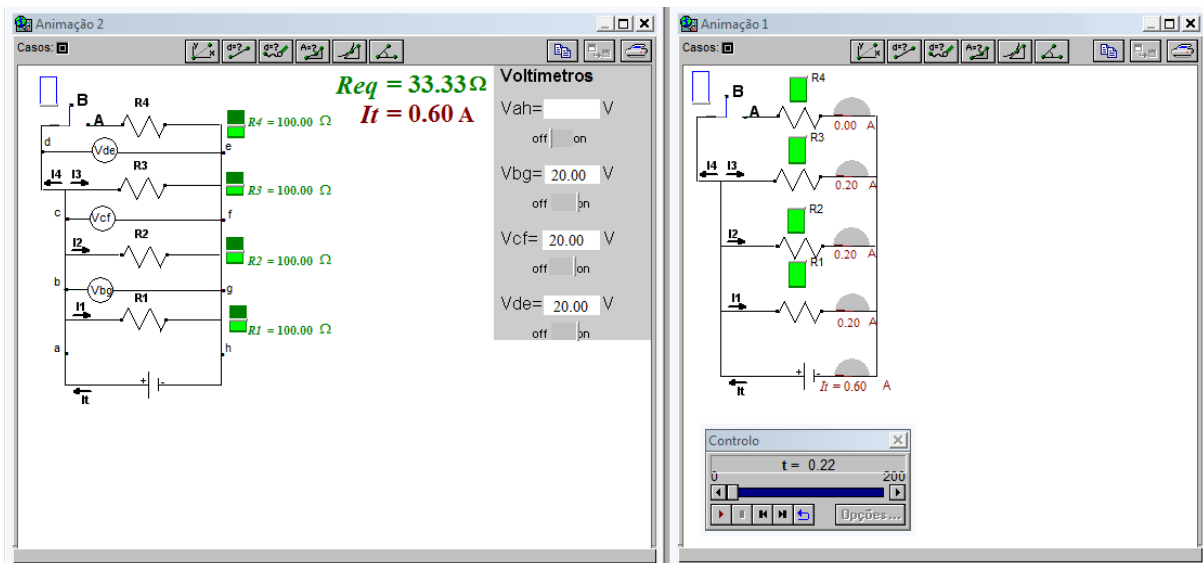 Animação 2
Casos:
Req = 33.33 Ω
It = 0.60 A
B
A
R4
R4 = 100.00 Ω
d
Vde
e
I4 I3
R3
R3 = 100.00 Ω
c
Vcf
f
I2
R2
R2 = 100.00 Ω
b
Vbg
g
I1
R1
R1 = 100.00 Ω
a
h
+ -
It
Voltímetros
Vah= V
off on
Vbg= 20.00 V
off on
Vcf= 20.00 V
off on
Vde= 20.00 V
off on
Animação 1
Casos:
B
A
R4
0.00 A
I4 I3
R3
0.20 A
I2
R2
0.20 A
I1
R1
0.20 A
+ -
It
It = 0.60 A
Controlo
t = 0.22
0 200
Opções...